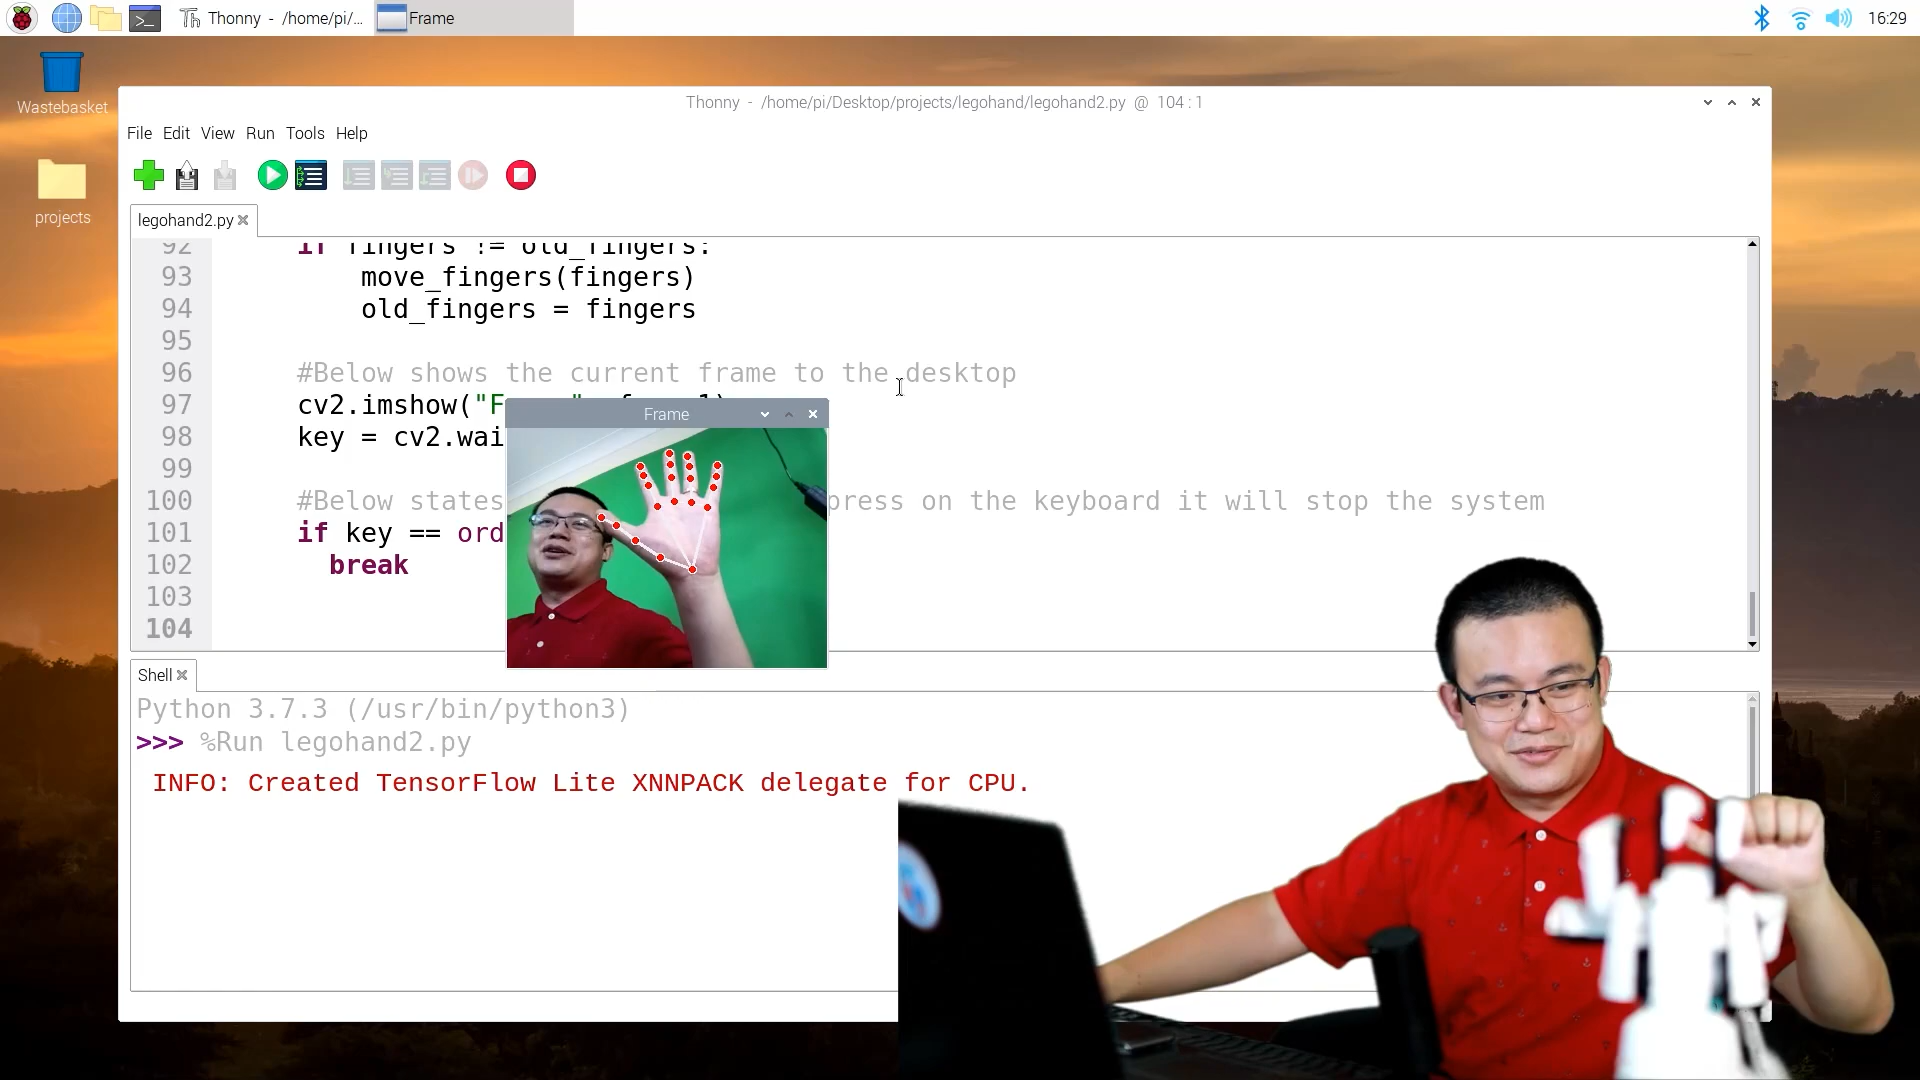 Thonny - /home/pi/...
Frame
16:29
Wastebasket
projects
Thonny - /home/pi/Desktop/projects/legohand/legohand2.py @ 104 : 1
File Edit View Run Tools Help
legohand2.py
92 if fingers != old_fingers:
93 move_fingers(fingers)
94 old_fingers = fingers
95
96 #Below shows the current frame to the desktop
97 cv2.imshow("F
98 key = cv2.wai
99
100 #Below states press on the keyboard it will stop the system
101 if key == ord
102 break
103
104
Frame
Shell
Python 3.7.3 (/usr/bin/python3)
>>> %Run legohand2.py
INFO: Created TensorFlow Lite XNNPACK delegate for CPU.